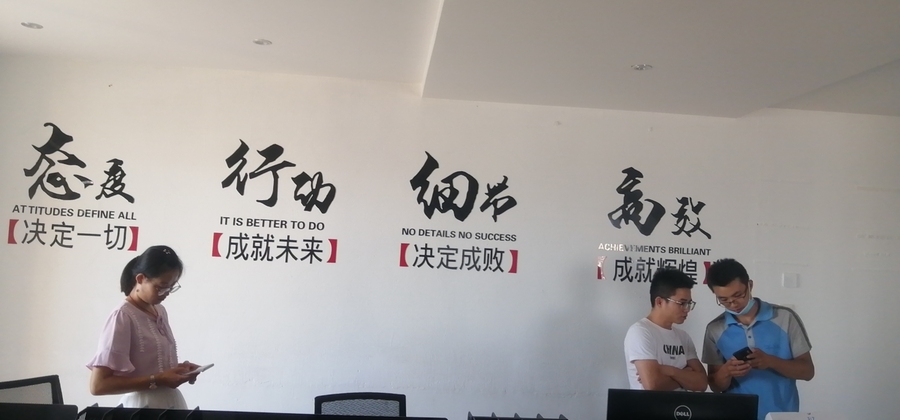 态度
ATTITUDES DEFINE ALL
【决定一切】
行动
IT IS BETTER TO DO
【成就未来】
细节
NO DETAILS NO SUCCESS
【决定成败】
高效
ACHIEVEMENTS BRILLIANT
【成就辉煌】
CHINA
DELL